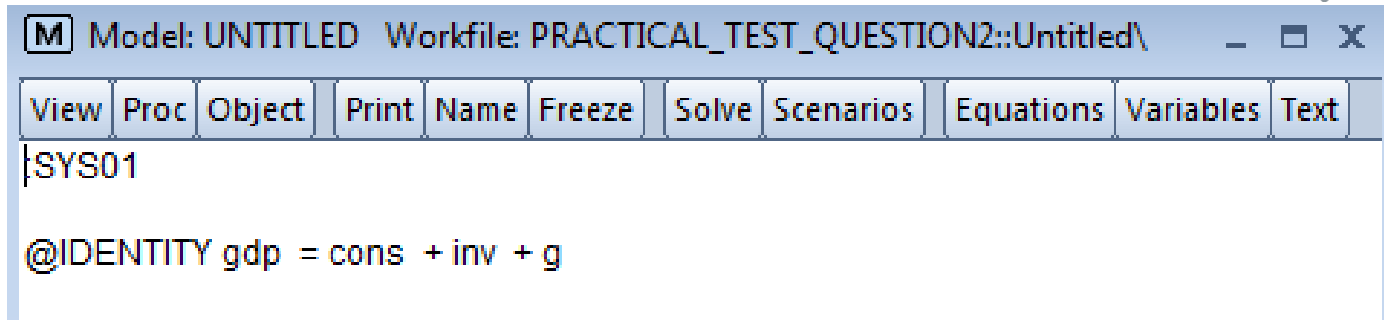 M Model: UNTITLED Workfile: PRACTICAL_TEST_QUESTION2::Untitled\
View Proc Object Print Name Freeze Solve Scenarios Equations Variables Text
:SYS01
@IDENTITY gdp = cons + inv + g